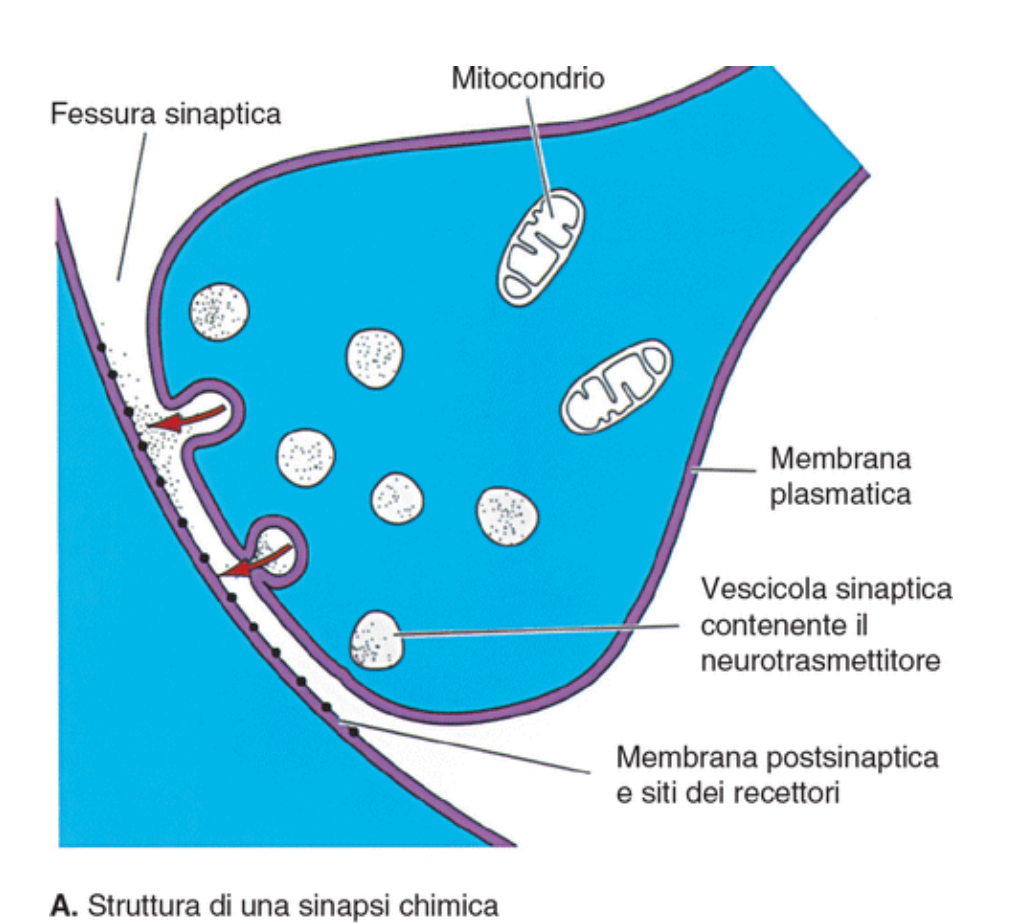 Mitocondrio
Fessura sinaptica
Membrana
plasmatica
Vescicola sinaptica
contenente il
neurotrasmettitore
Membrana postsinaptica
e siti dei recettori
A. Struttura di una sinapsi chimica